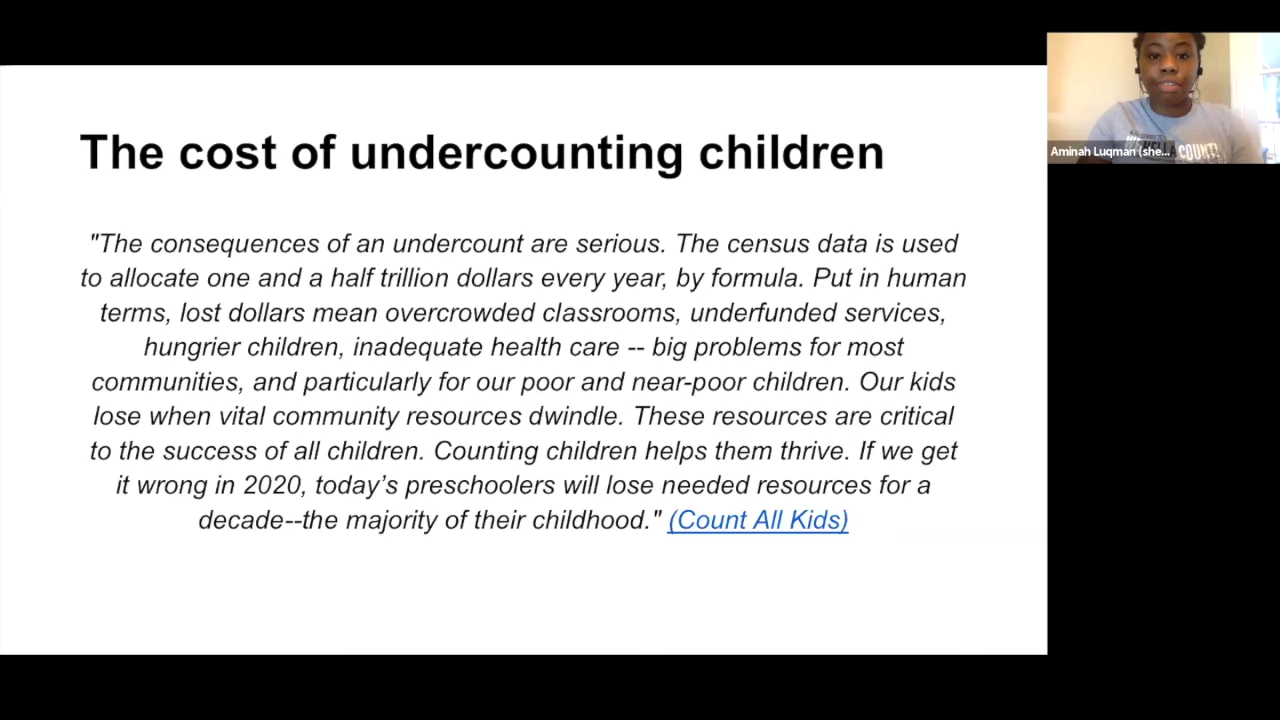 The cost of undercounting children
"The consequences of an undercount are serious. The census data is used
to allocate one and a half trillion dollars every year, by formula. Put in human
terms, lost dollars mean overcrowded classrooms, underfunded services,
hungrier children, inadequate health care -- big problems for most
communities, and particularly for our poor and near-poor children. Our kids
lose when vital community resources dwindle. These resources are critical
to the success of all children. Counting children helps them thrive. If we get
it wrong in 2020, today’s preschoolers will lose needed resources for a
decade--the majority of their childhood." (Count All Kids)
HELLA COUNT!
Aminah Luqman (she...